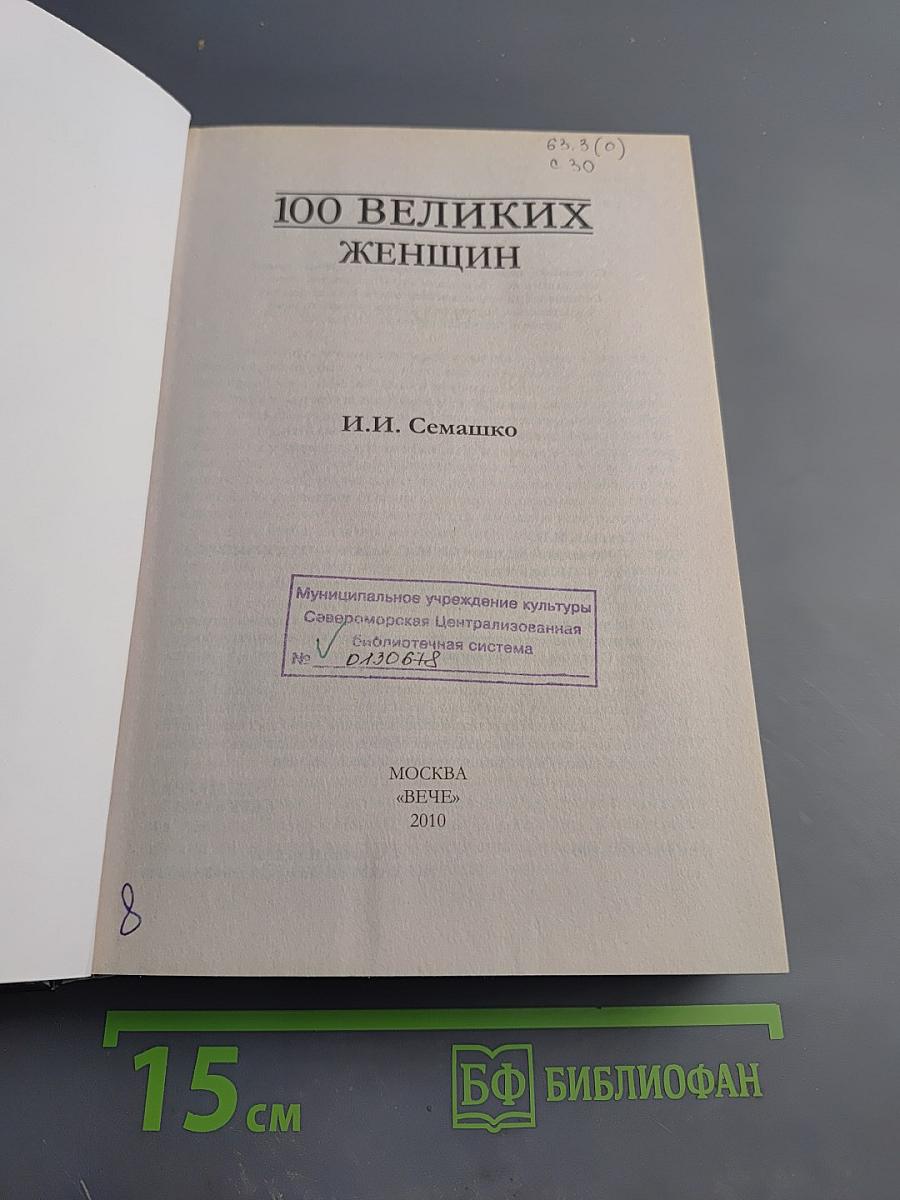 63.3(0)
с 30
100 ВЕЛИКИХ
ЖЕНЩИН
И.И. Семашко
Муниципальное учреждение культуры
Североморская Централизованная
библиотечная система
№ 0130678
МОСКВА
«ВЕЧЕ»
2010
8
15 см
БФ БИБЛИОФАН